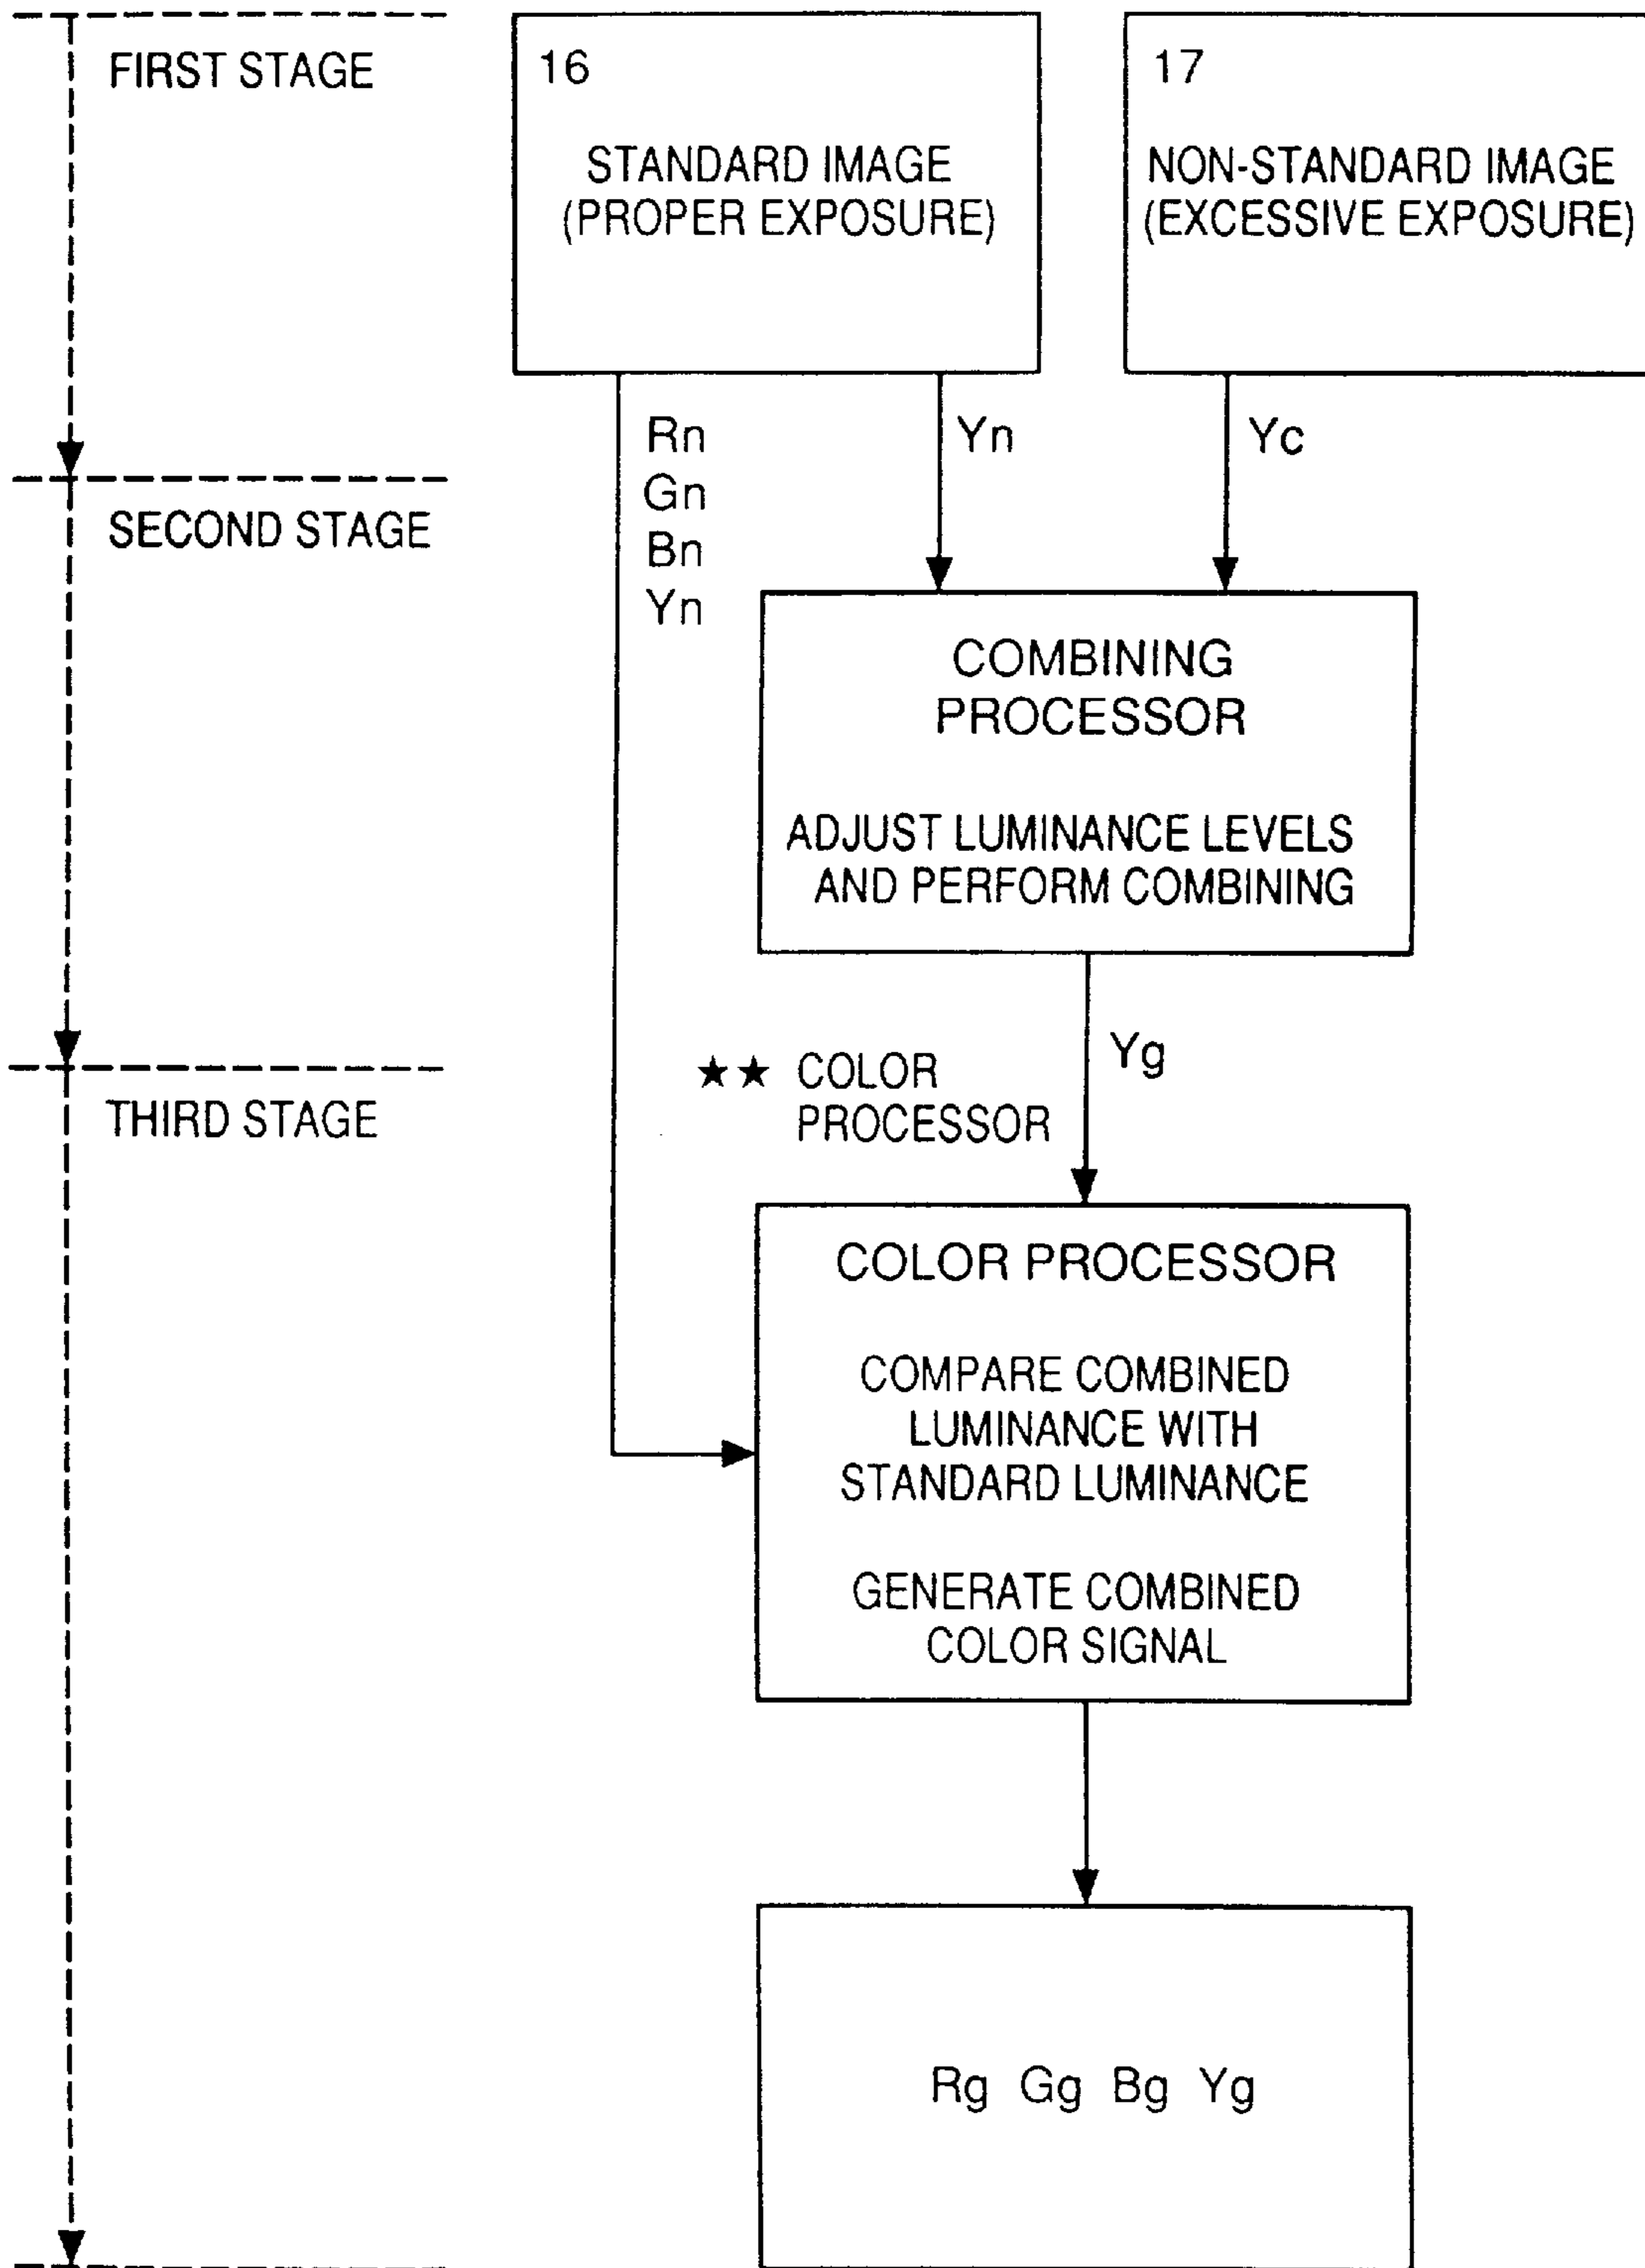 FIRST STAGE
16
STANDARD IMAGE
(PROPER EXPOSURE)
17
NON-STANDARD IMAGE
(EXCESSIVE EXPOSURE)
Rn
Gn
Bn
Yn
Yn
Yc
SECOND STAGE
COMBINING
PROCESSOR
ADJUST LUMINANCE LEVELS
AND PERFORM COMBINING
Yg
★★ COLOR
PROCESSOR
THIRD STAGE
COLOR PROCESSOR
COMPARE COMBINED
LUMINANCE WITH
STANDARD LUMINANCE
GENERATE COMBINED
COLOR SIGNAL
Rg Gg Bg Yg